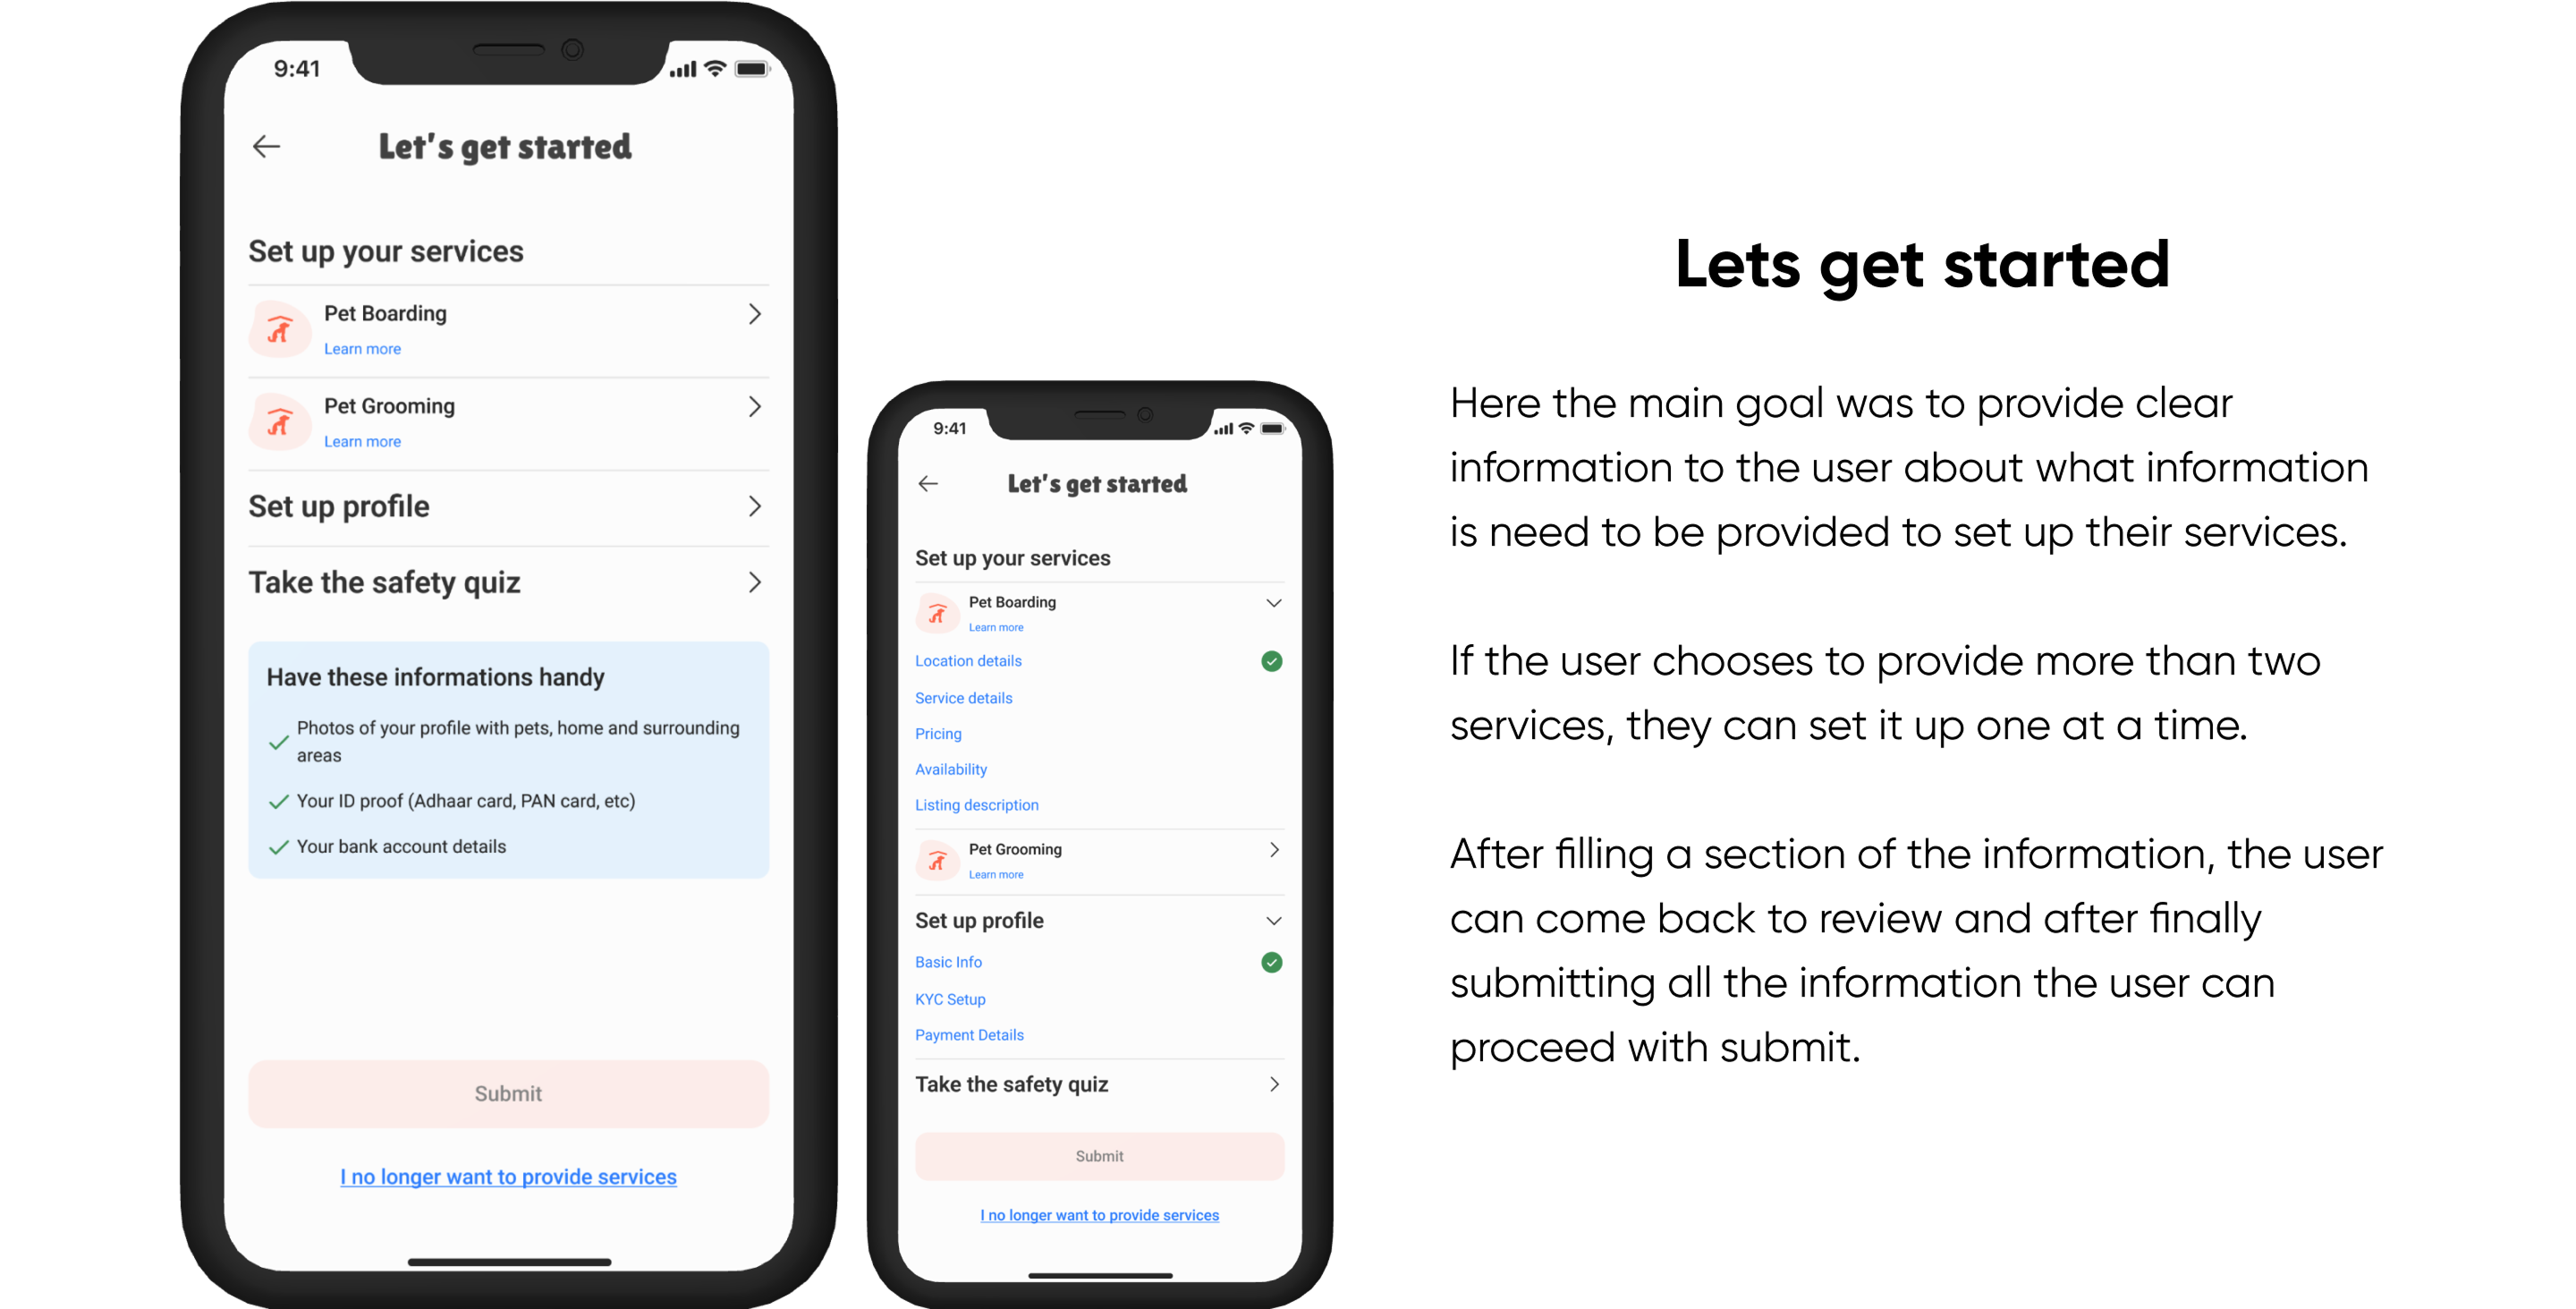 9:41
Let's get started
Set up your services
Pet Boarding
Learn more
Pet Grooming
Learn more
Set up profile
Take the safety quiz
Have these informations handy
Photos of your profile with pets, home and surrounding
areas
Your ID proof (Adhaar card, PAN card, etc)
Your bank account details
Submit
I no longer want to provide services
9:41
Let's get started
Set up your services
Pet Boarding
Learn more
Location details
Service details
Pricing
Availability
Listing description
Pet Grooming
Learn more
Set up profile
Basic Info
KYC Setup
Payment Details
Take the safety quiz
Submit
I no longer want to provide services
Lets get started
Here the main goal was to provide clear
information to the user about what information
is need to be provided to set up their services.
If the user chooses to provide more than two
services, they can set it up one at a time.
After filling a section of the information, the user
can come back to review and after finally
submitting all the information the user can
proceed with submit.